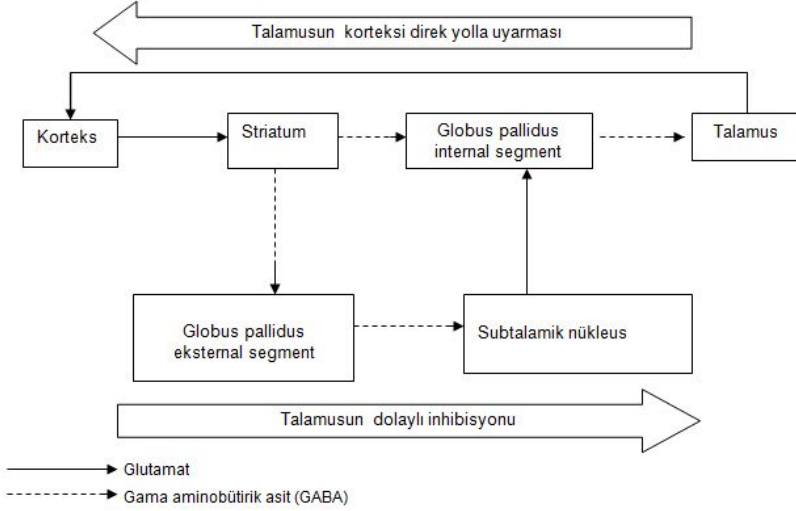 Talamusun korteksi direk yolla uyarması
Korteks
Striatum
Globus pallidus
internal segment
Talamus
Globus pallidus
eksternal segment
Subtalamik nükleus
Talamusun dolaylı inhibisyonu
Glutamat
Gama aminobütirik asit (GABA)